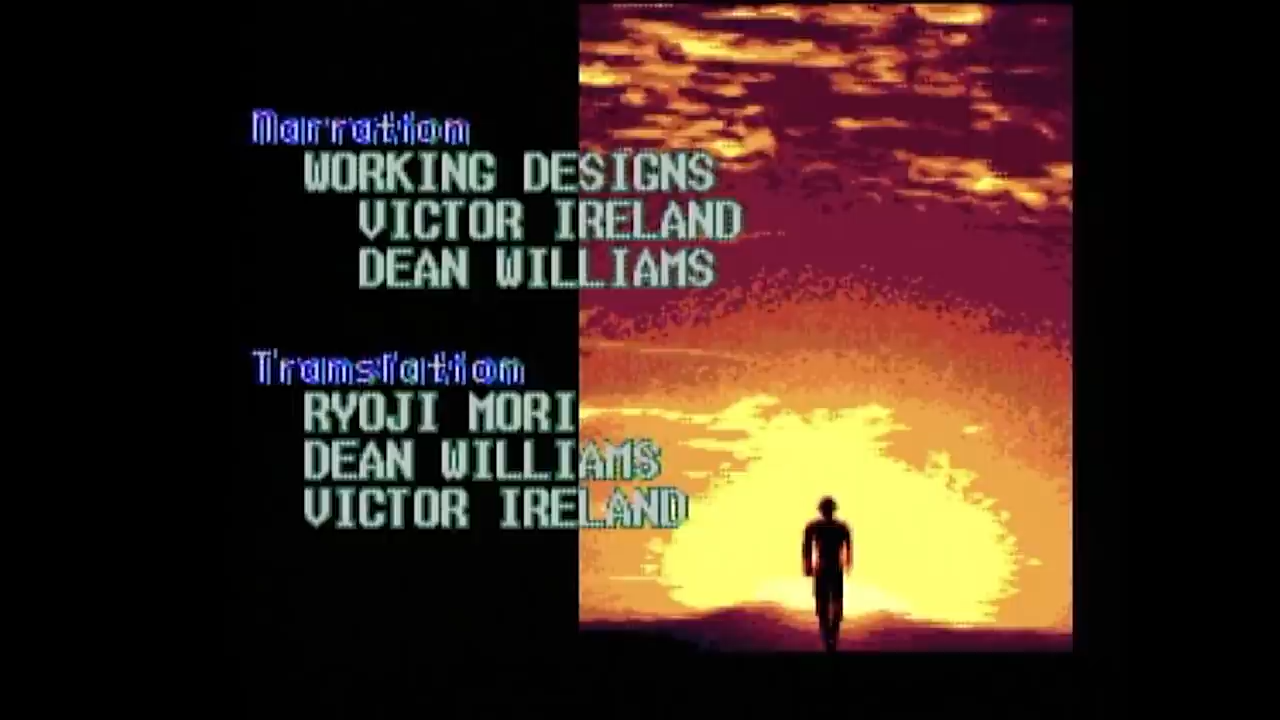 Narration
WORKING DESIGNS
VICTOR IRELAND
DEAN WILLIAMS
Translation
RYOJI MORI
DEAN WILLIAMS
VICTOR IRELAND